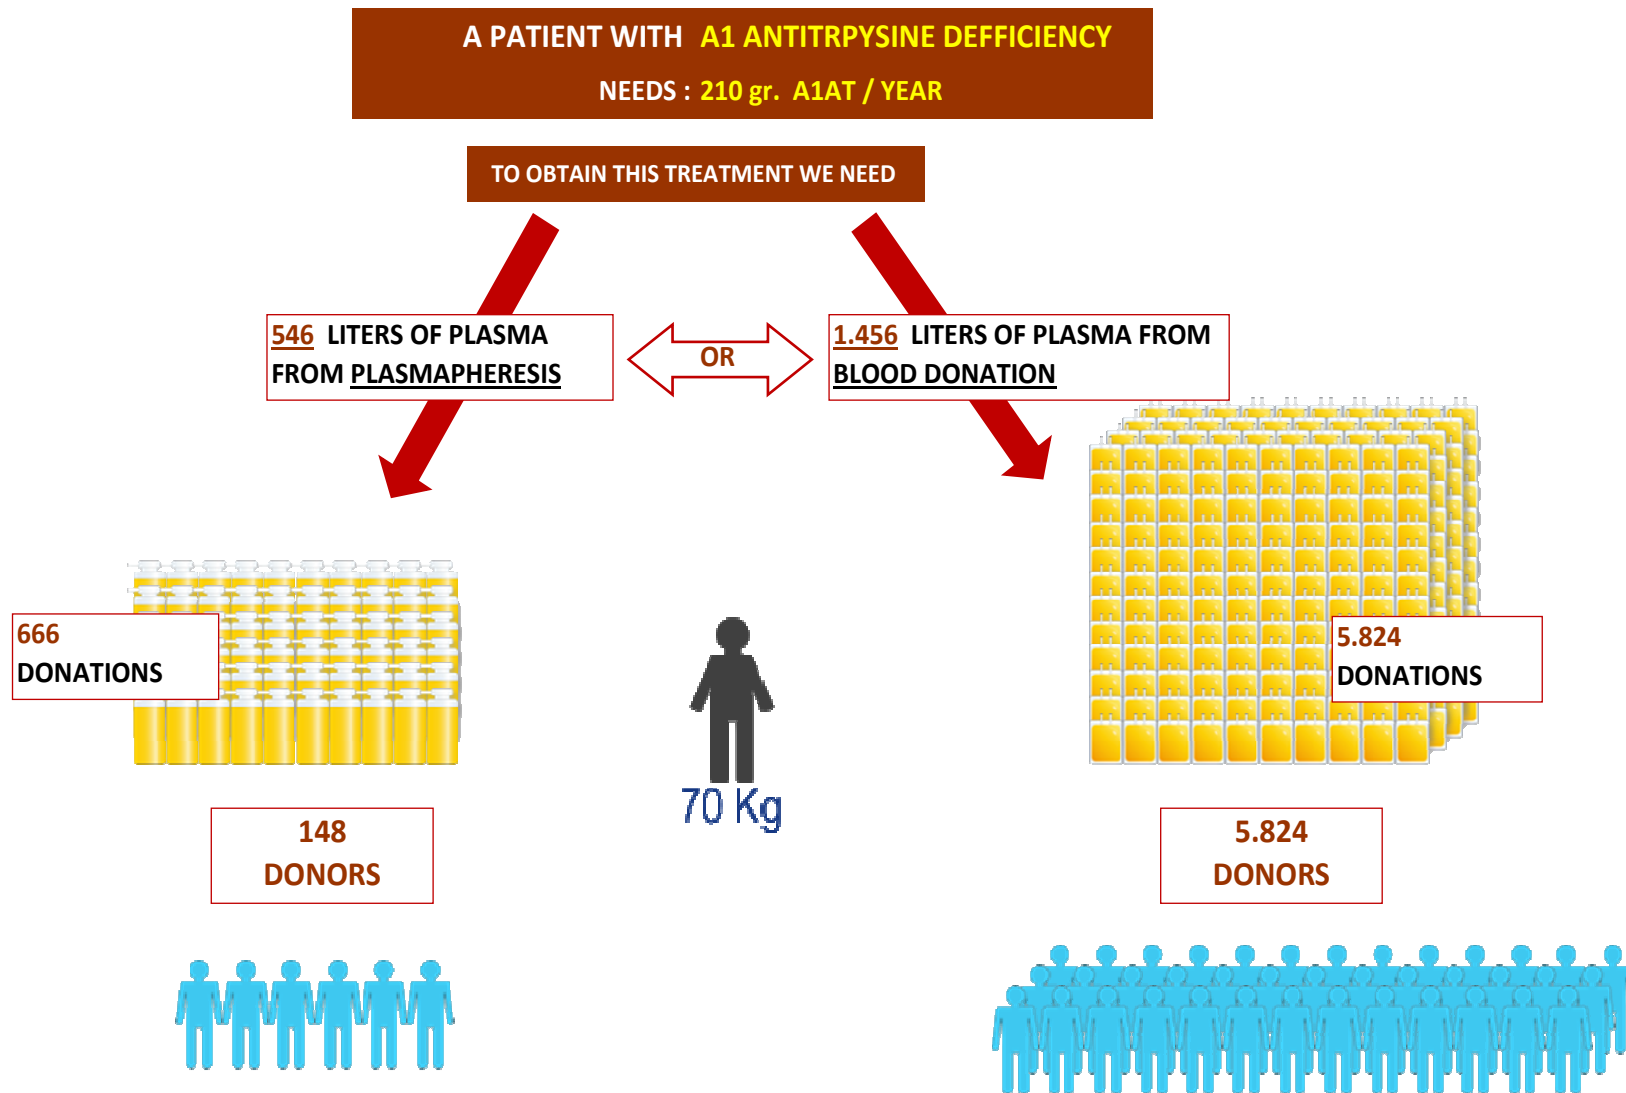 A PATIENT WITH A1 ANTITRPYSINE DEFFICIENCY
NEEDS : 210 gr. A1AT / YEAR
TO OBTAIN THIS TREATMENT WE NEED
546 LITERS OF PLASMA
FROM PLASMAPHERESIS
OR
1.456 LITERS OF PLASMA FROM
BLOOD DONATION
666
DONATIONS
5.824
DONATIONS
70 Kg
148
DONORS
5.824
DONORS